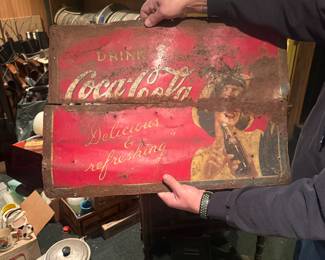 DRINK
Coca-Cola
Delicious
&
refreshing